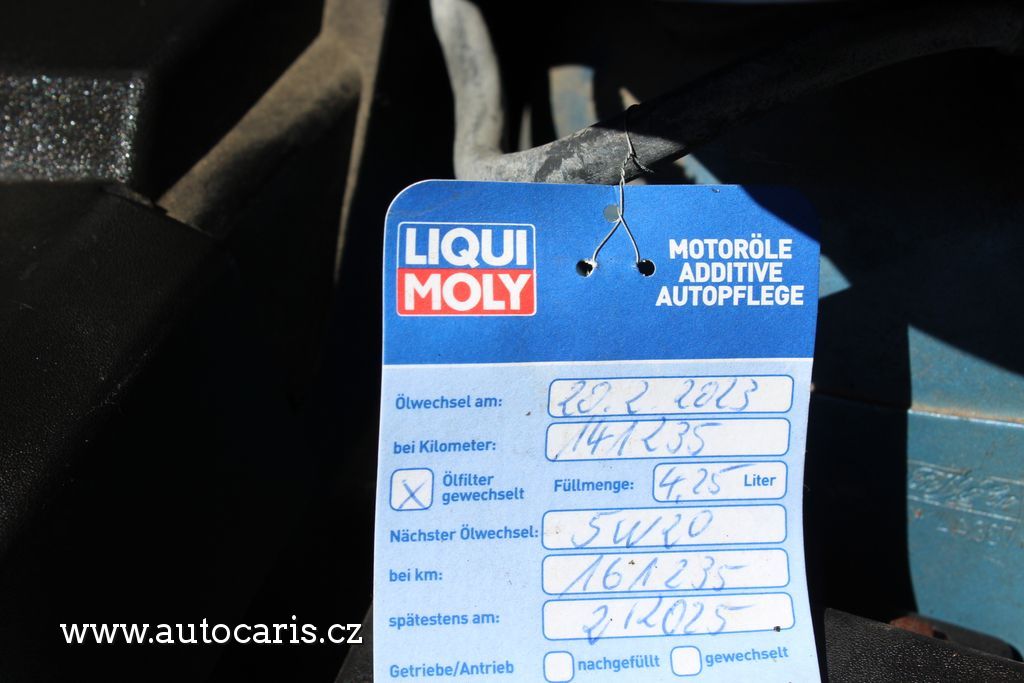 LIQUI
MOLY
MOTORÖLE
ADDITIVE
AUTOPFLEGE
Ölwechsel am: 20.2.2023
bei Kilometer: 141235
X Ölfilter
gewechselt
Füllmenge: 4,25 Liter
Nächster Ölwechsel: 5W20
bei km: 161235
spätestens am: 2/2025
Getriebe/Antrieb nachgefüllt gewechselt
www.autocaris.cz